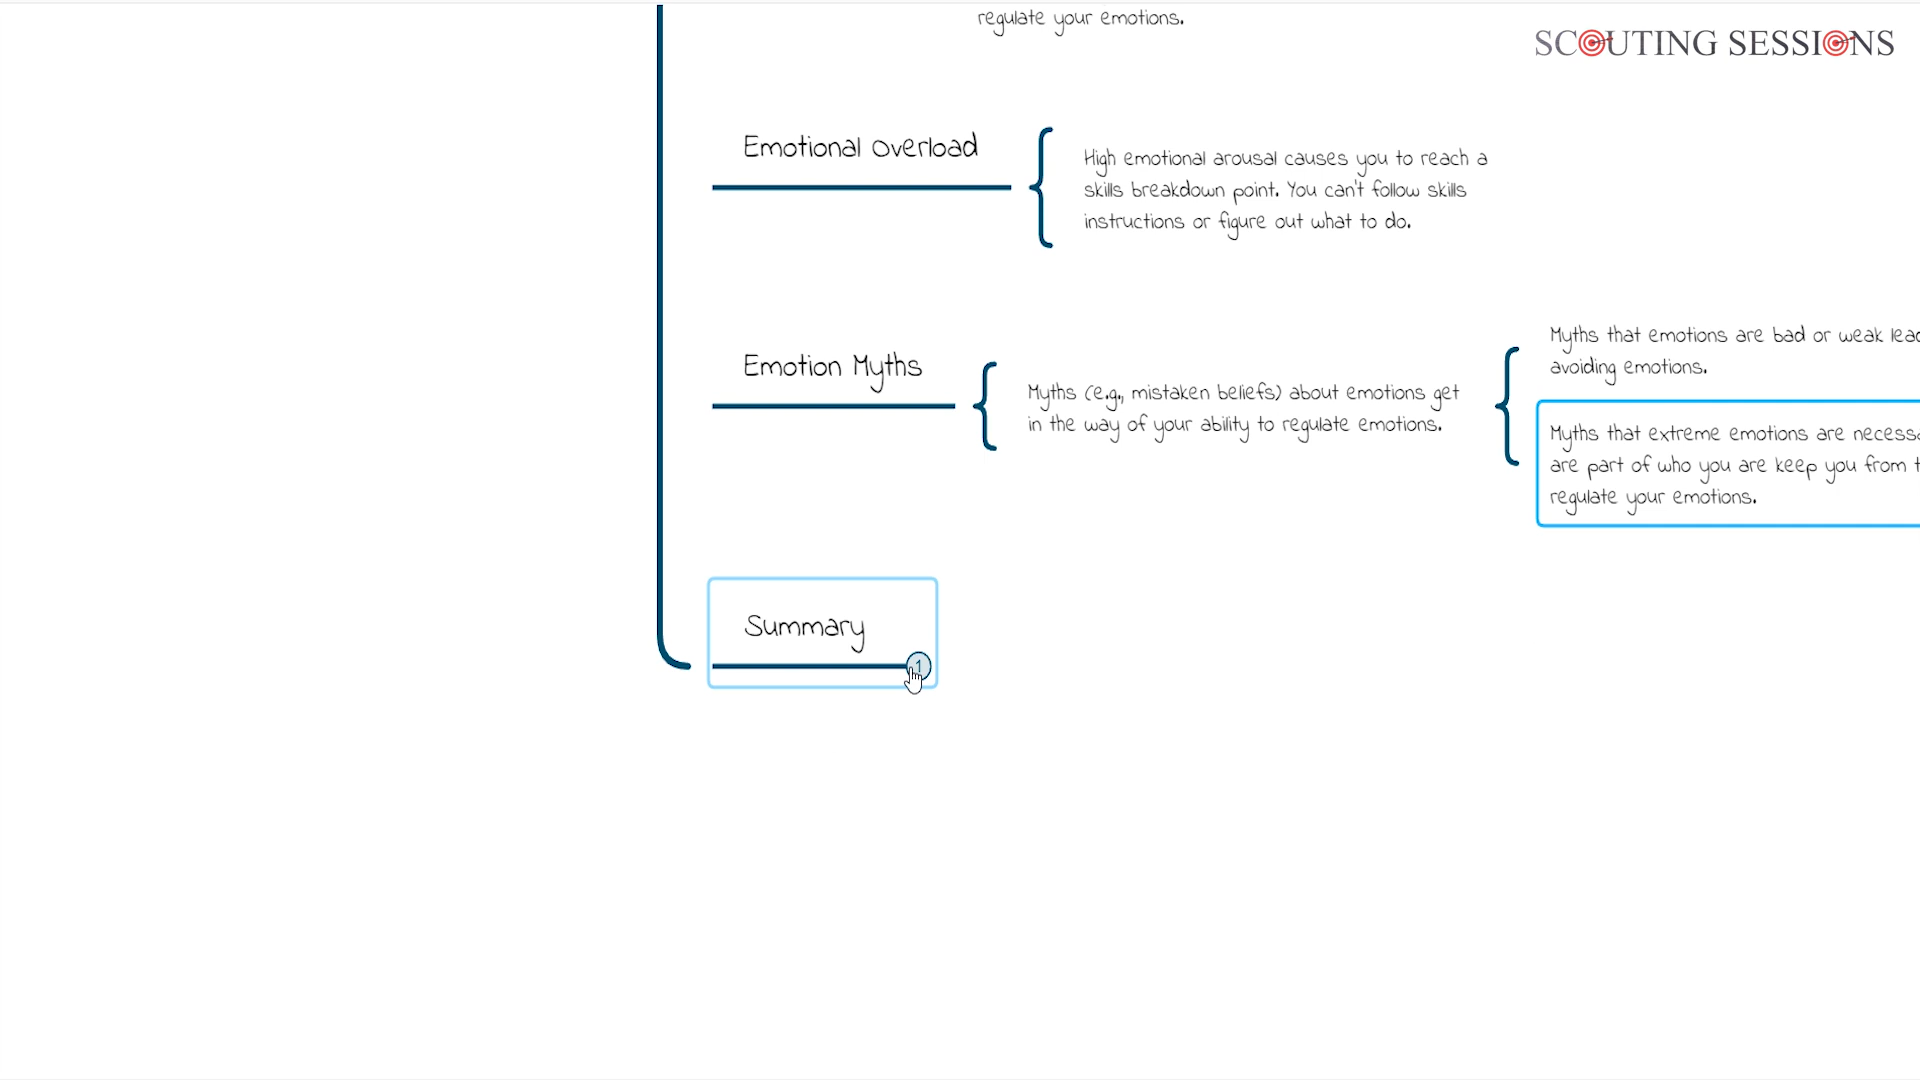 regulate your emotions.
SCOUTING SESSIONS
Emotional Overload
High emotional arousal causes you to reach a
skills breakdown point. You can't follow skills
instructions or figure out what to do.
Emotion Myths
Myths (e.g., mistaken beliefs) about emotions get
in the way of your ability to regulate emotions.
Myths that emotions are bad or weak
avoiding emotions.
Myths that extreme emotions are
are part of who you are keep you from
regulate your emotions.
Summary
1